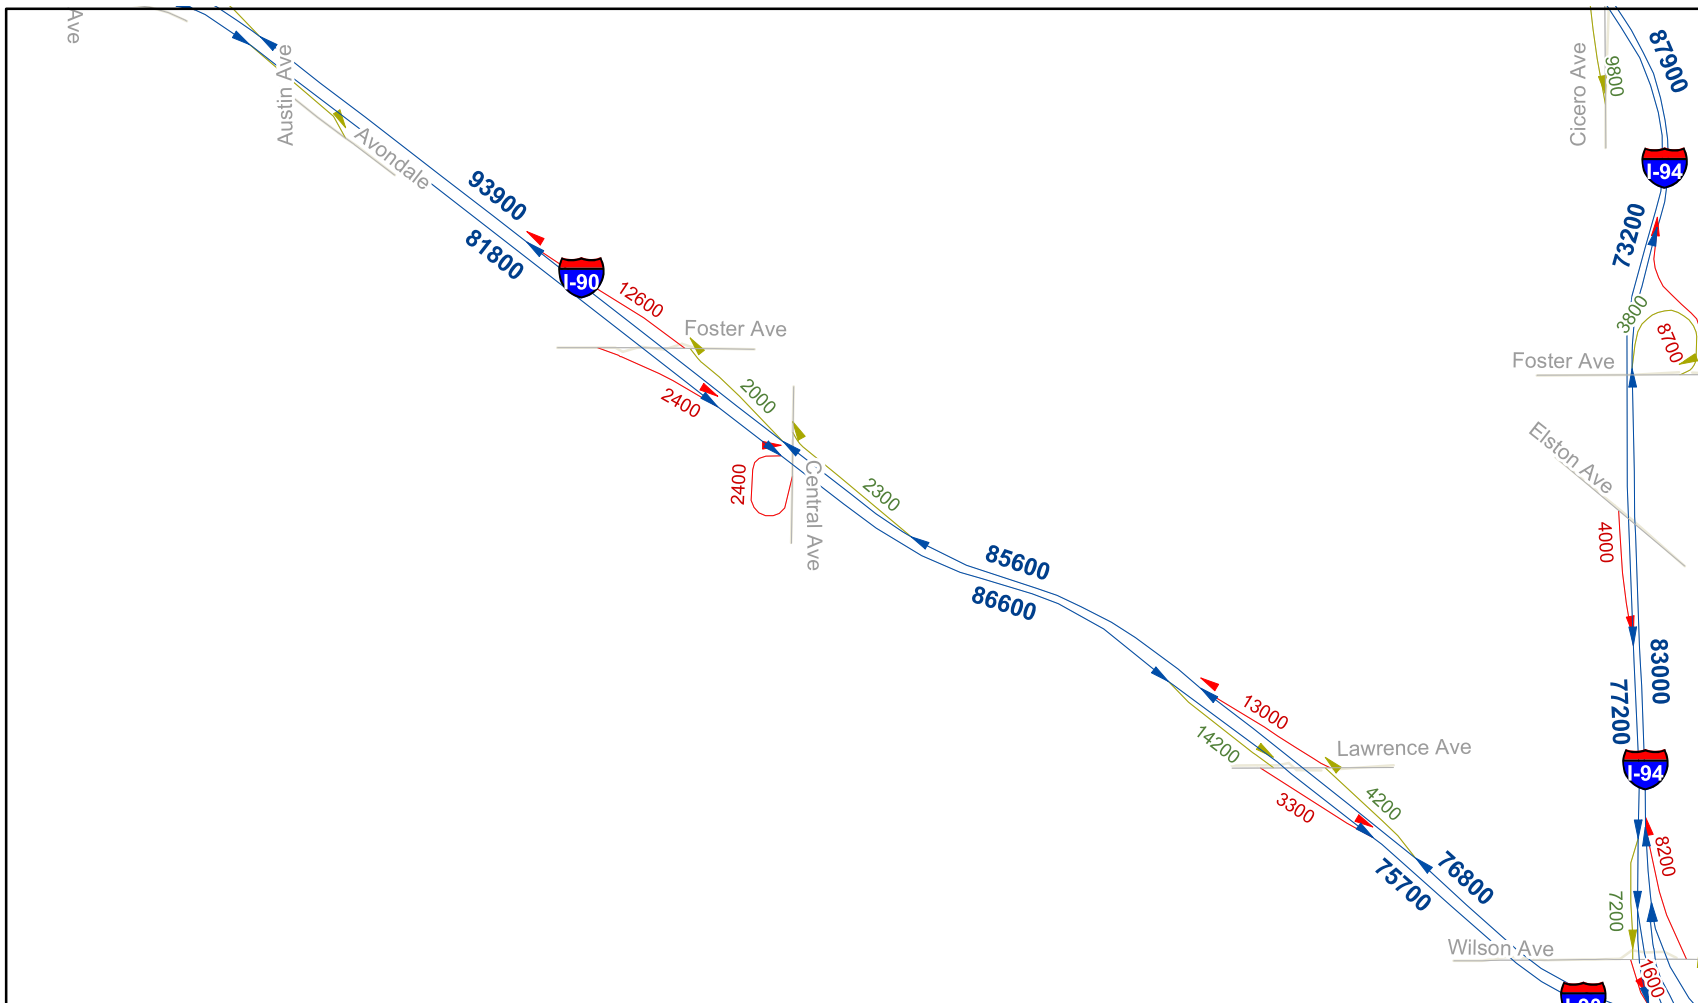 Ave
Austin Ave
Avondale
Cicero Ave
9800
87900
I-94
93900
81800
I-90
73200
12600
3800
Foster Ave
8700
Foster Ave
2400
2000
Elston Ave
2400
Central Ave
2300
4000
85600
86600
83000
77200
13000
14200
Lawrence Ave
I-94
3300
4200
8200
76800
75700
7200
Wilson Ave
1600